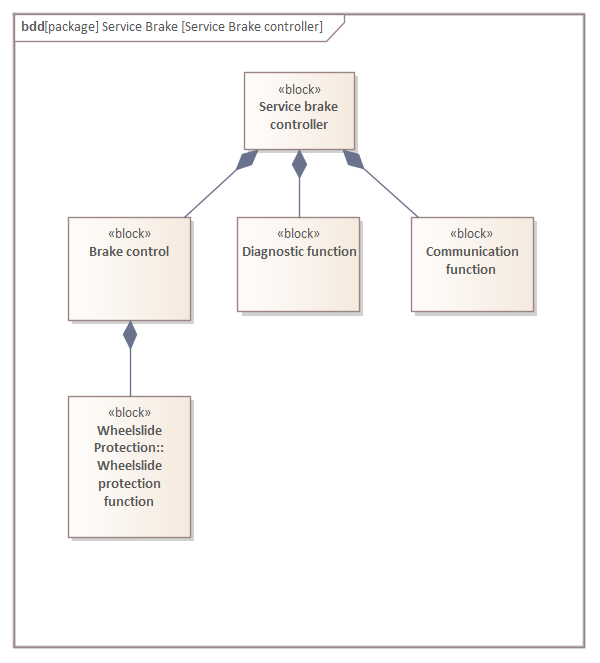 bdd[package] Service Brake [Service Brake controller]
«block»
Service brake
controller
«block»
Brake control
«block»
Diagnostic function
«block»
Communication
function
«block»
Wheelslide
Protection::
Wheelslide
protection
function